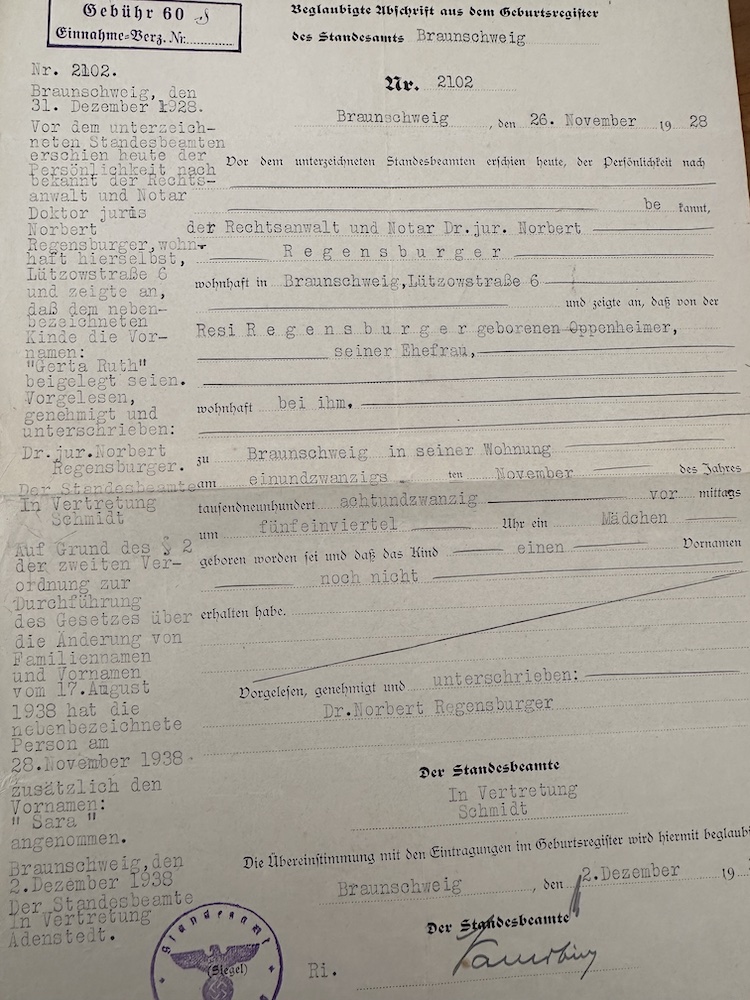 Gebühr 60
Einnahme=Verz. Nr.
Beglaubigte Abschrift aus dem Geburtsregister
des Standesamts Braunschweig
Nr. 2102.
Braunschweig, den
31. Dezember 1928.
Vor dem unterzeich-
neten Standesbeamten
erschien heute der
Persönlichkeit nach
bekannt der Rechts-
anwalt und Notar
Doktor juris
Norbert
Regensburger, wohn-
haft hierselbst,
Lützowstraße 6
und zeigte an,
daß dem neben-
bezeichneten
Kinde die Vor-
namen:
"Gerta Ruth"
beigelegt seien.
Vorgelesen,
genehmigt und
unterschrieben:
Dr.jur.Norbert
Regensburger.
Der Standesbeamte
In Vertretung
Schmidt
Auf Grund des § 2
der zweiten Ver-
ordnung zur
Durchführung
des Gesetzes über
die Änderung von
Familiennamen
und Vornamen
vom 17.August
1938 hat die
nebenbezeichnete
Person am
28.November 1938
zusätzlich den
Vornamen:
" Sara "
angenommen.
Braunschweig,den
2.Dezember 1938
Der Standesbeamte
In Vertretung
Adenstedt.
Nr. 2102
Braunschweig, den 26. November 19 28
Vor dem unterzeichneten Standesbeamten erschien heute, der Persönlichkeit nach
be kannt,
der Rechtsanwalt und Notar Dr.jur. Norbert
R e g e n s b u r g e r
wohnhaft in Braunschweig,Lützowstraße 6
und zeigte an, daß von der
Resi R e g e n s b u r g e r geborenen Oppenheimer,
seiner Ehefrau,
wohnhaft bei ihm.
zu Braunschweig in seiner Wohnung
am einundzwanzigs ten November des Jahres
tausendneunhundert achtundzwanzig vor mittags
um fünfeinviertel Uhr ein Mädchen
geboren worden sei und daß das Kind einen Vornamen
noch nicht
erhalten habe.
Vorgelesen, genehmigt und unterschrieben:
Dr.Norbert Regensburger
Der Standesbeamte
In Vertretung
Schmidt
Die Übereinstimmung mit den Eintragungen im Geburtsregister wird hiermit beglaubi
Braunschweig, den 2.Dezember 19
Der Standesbeamte
Ri.
Standesamt
(Siegel)